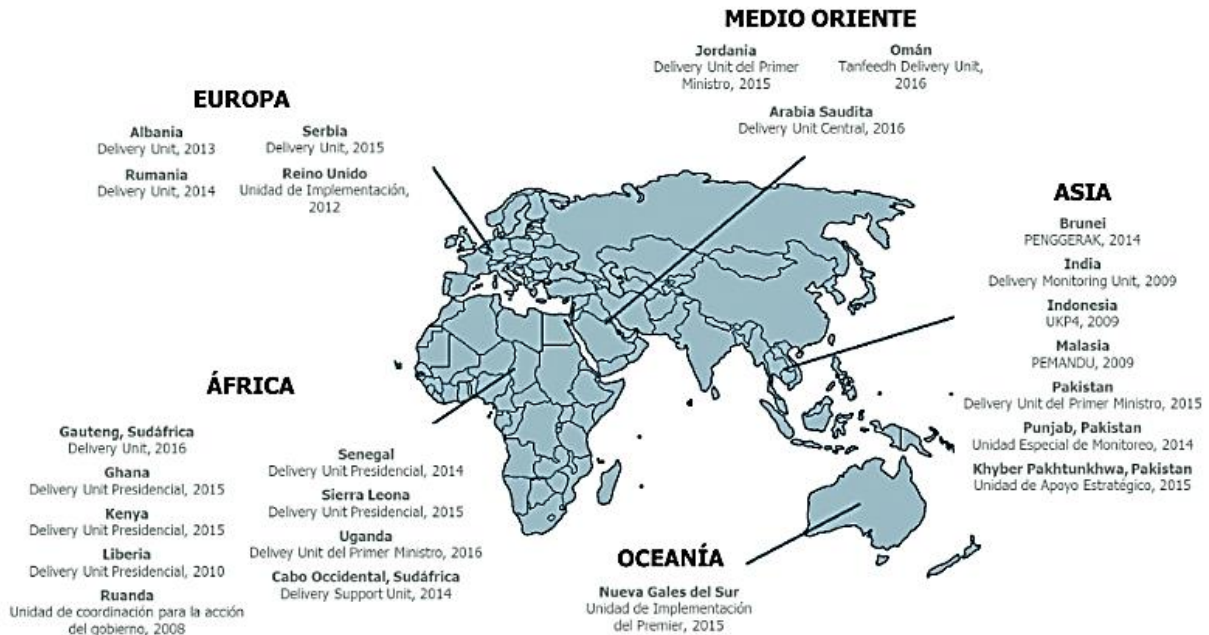 MEDIO ORIENTE
Jordania
Delivery Unit del Primer
Ministro, 2015
Omán
Tanfeedh Delivery Unit,
2016
Arabia Saudita
Delivery Unit Central, 2016
EUROPA
Albania
Delivery Unit, 2013
Serbia
Delivery Unit, 2015
Rumania
Delivery Unit, 2014
Reino Unido
Unidad de Implementación,
2012
ASIA
Brunei
PENGGERAK, 2014
India
Delivery Monitoring Unit, 2009
Indonesia
UKP4, 2009
Malasia
PEMANDU, 2009
Pakistan
Delivery Unit del Primer Ministro, 2015
Punjab, Pakistan
Unidad Especial de Monitoreo, 2014
Khyber Pakhtunkhwa, Pakistan
Unidad de Apoyo Estratégico, 2015
ÁFRICA
Gauteng, Sudáfrica
Delivery Unit, 2016
Ghana
Delivery Unit Presidencial, 2015
Kenya
Delivery Unit Presidencial, 2015
Liberia
Delivery Unit Presidencial, 2010
Ruanda
Unidad de coordinación para la acción
del gobierno, 2008
Senegal
Delivery Unit Presidencial, 2014
Sierra Leona
Delivery Unit Presidencial, 2015
Uganda
Delivey Unit del Primer Ministro, 2016
Cabo Occidental, Sudáfrica
Delivery Support Unit, 2014
OCEANÍA
Nueva Gales del Sur
Unidad de Implementación
del Premier, 2015